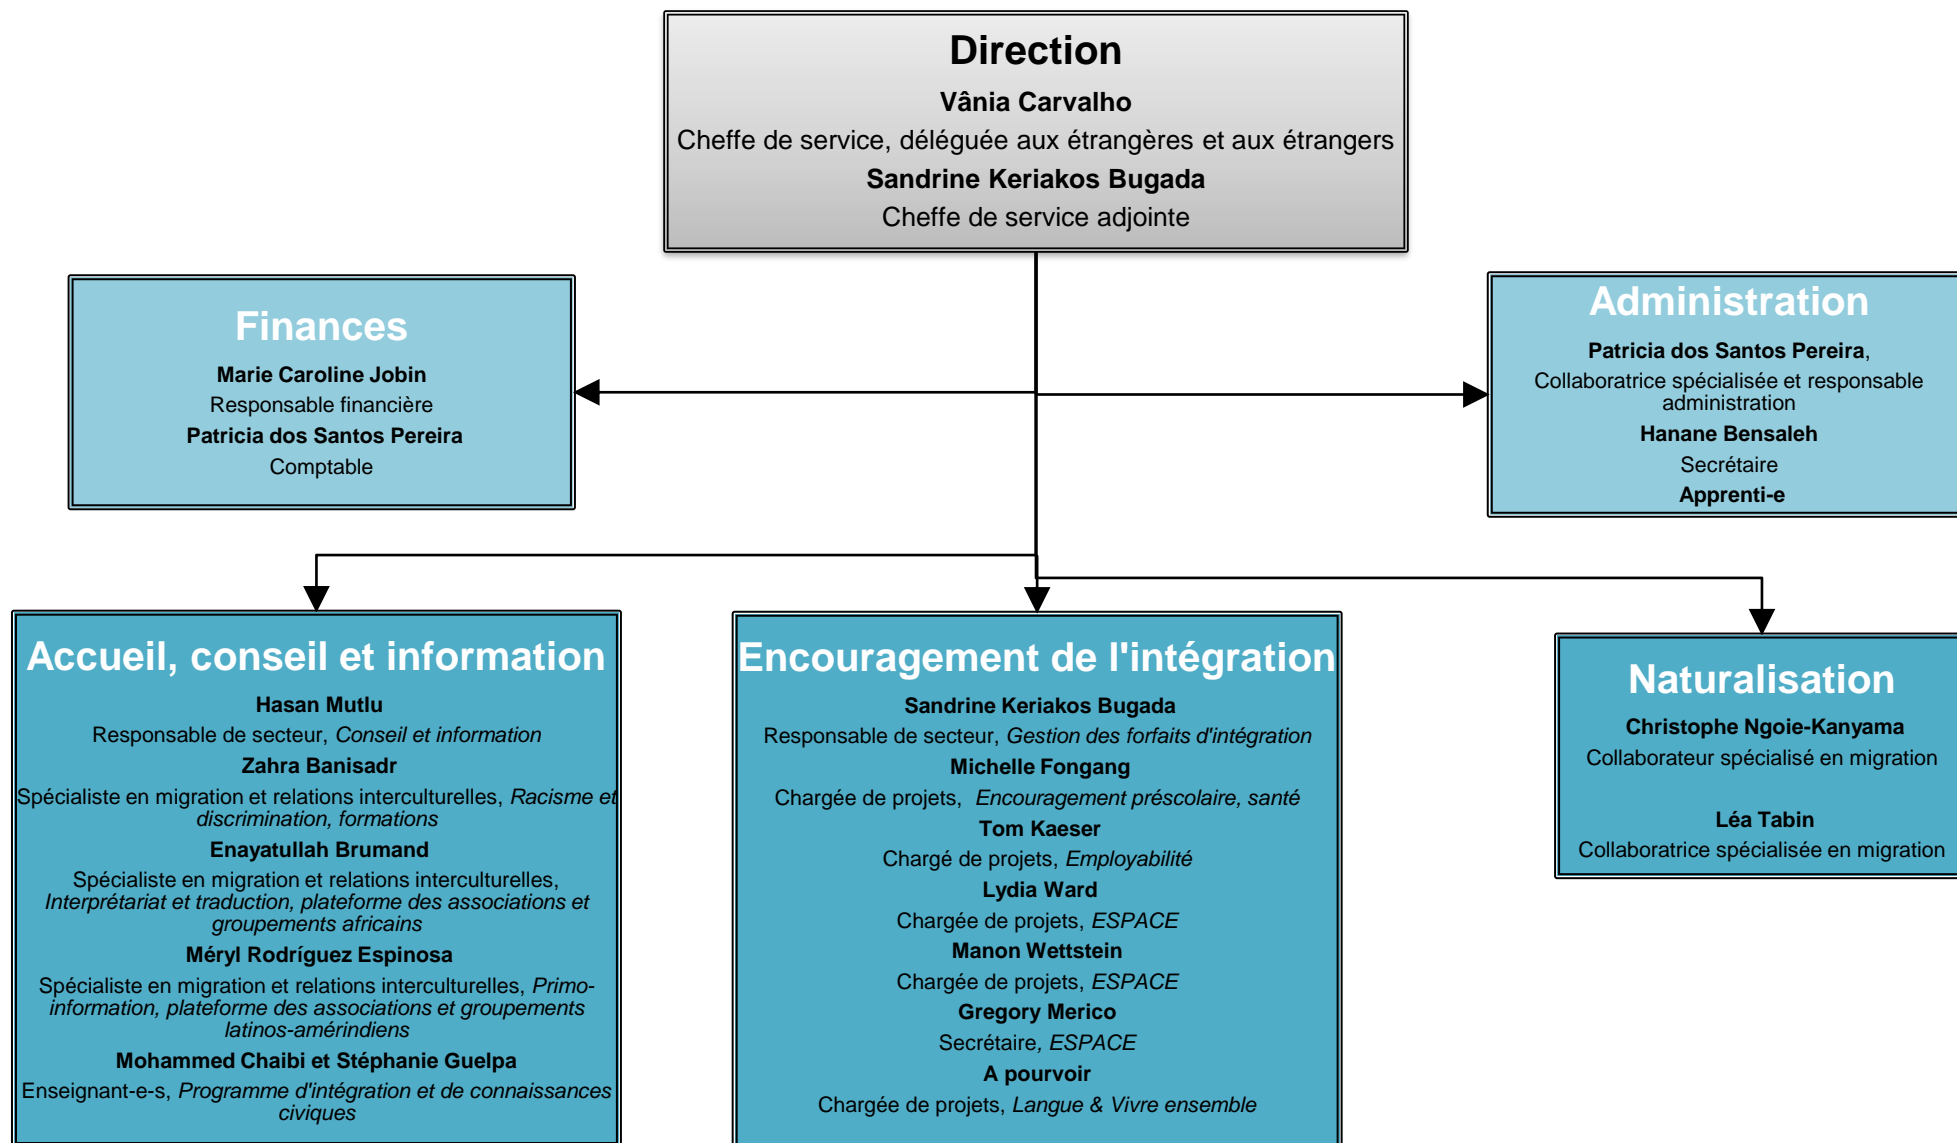 Direction
Vânia Carvalho
Cheffe de service, déléguée aux étrangères et aux étrangers
Sandrine Keriakos Bugada
Cheffe de service adjointe
Finances
Marie Caroline Jobin
Responsable financière
Patricia dos Santos Pereira
Comptable
Administration
Patricia dos Santos Pereira,
Collaboratrice spécialisée et responsable
administration
Hanane Bensaleh
Secrétaire
Apprenti-e
Accueil, conseil et information
Hasan Mutlu
Responsable de secteur, Conseil et information
Zahra Banisadr
Spécialiste en migration et relations interculturelles, Racisme et
discrimination, formations
Enayatullah Brumand
Spécialiste en migration et relations interculturelles,
Interprétariat et traduction, plateforme des associations et
groupements africains
Méryl Rodríguez Espinosa
Spécialiste en migration et relations interculturelles, Primo-
information, plateforme des associations et groupements
latinos-amérindiens
Mohammed Chaibi et Stéphanie Guelpa
Enseignant-e-s, Programme d'intégration et de connaissances
civiques
Encouragement de l'intégration
Sandrine Keriakos Bugada
Responsable de secteur, Gestion des forfaits d'intégration
Michelle Fongang
Chargée de projets, Encouragement préscolaire, santé
Tom Kaeser
Chargé de projets, Employabilité
Lydia Ward
Chargée de projets, ESPACE
Manon Wettstein
Chargée de projets, ESPACE
Gregory Merico
Secrétaire, ESPACE
A pourvoir
Chargée de projets, Langue & Vivre ensemble
Naturalisation
Christophe Ngoie-Kanyama
Collaborateur spécialisé en migration
Léa Tabin
Collaboratrice spécialisée en migration